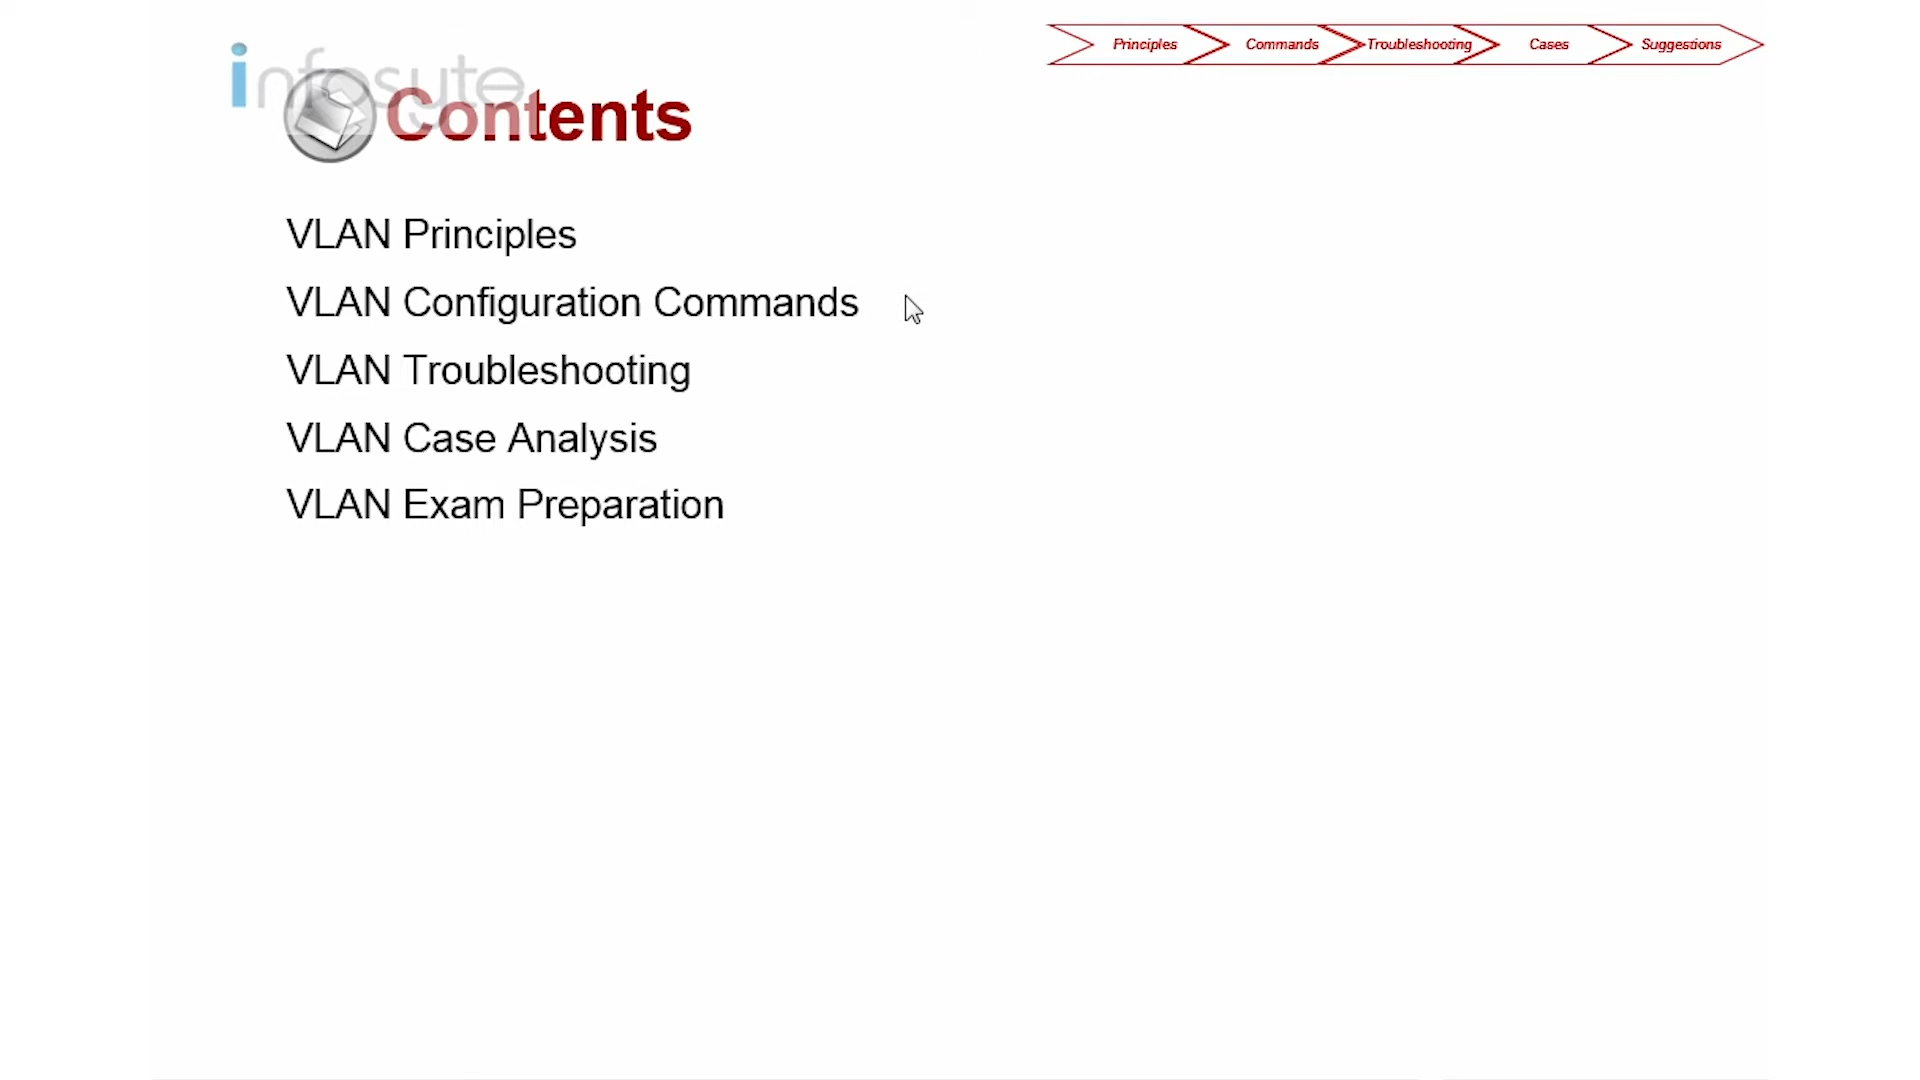 Principles Commands Troubleshooting Cases Suggestions
infosyte
Contents
VLAN Principles
VLAN Configuration Commands
VLAN Troubleshooting
VLAN Case Analysis
VLAN Exam Preparation